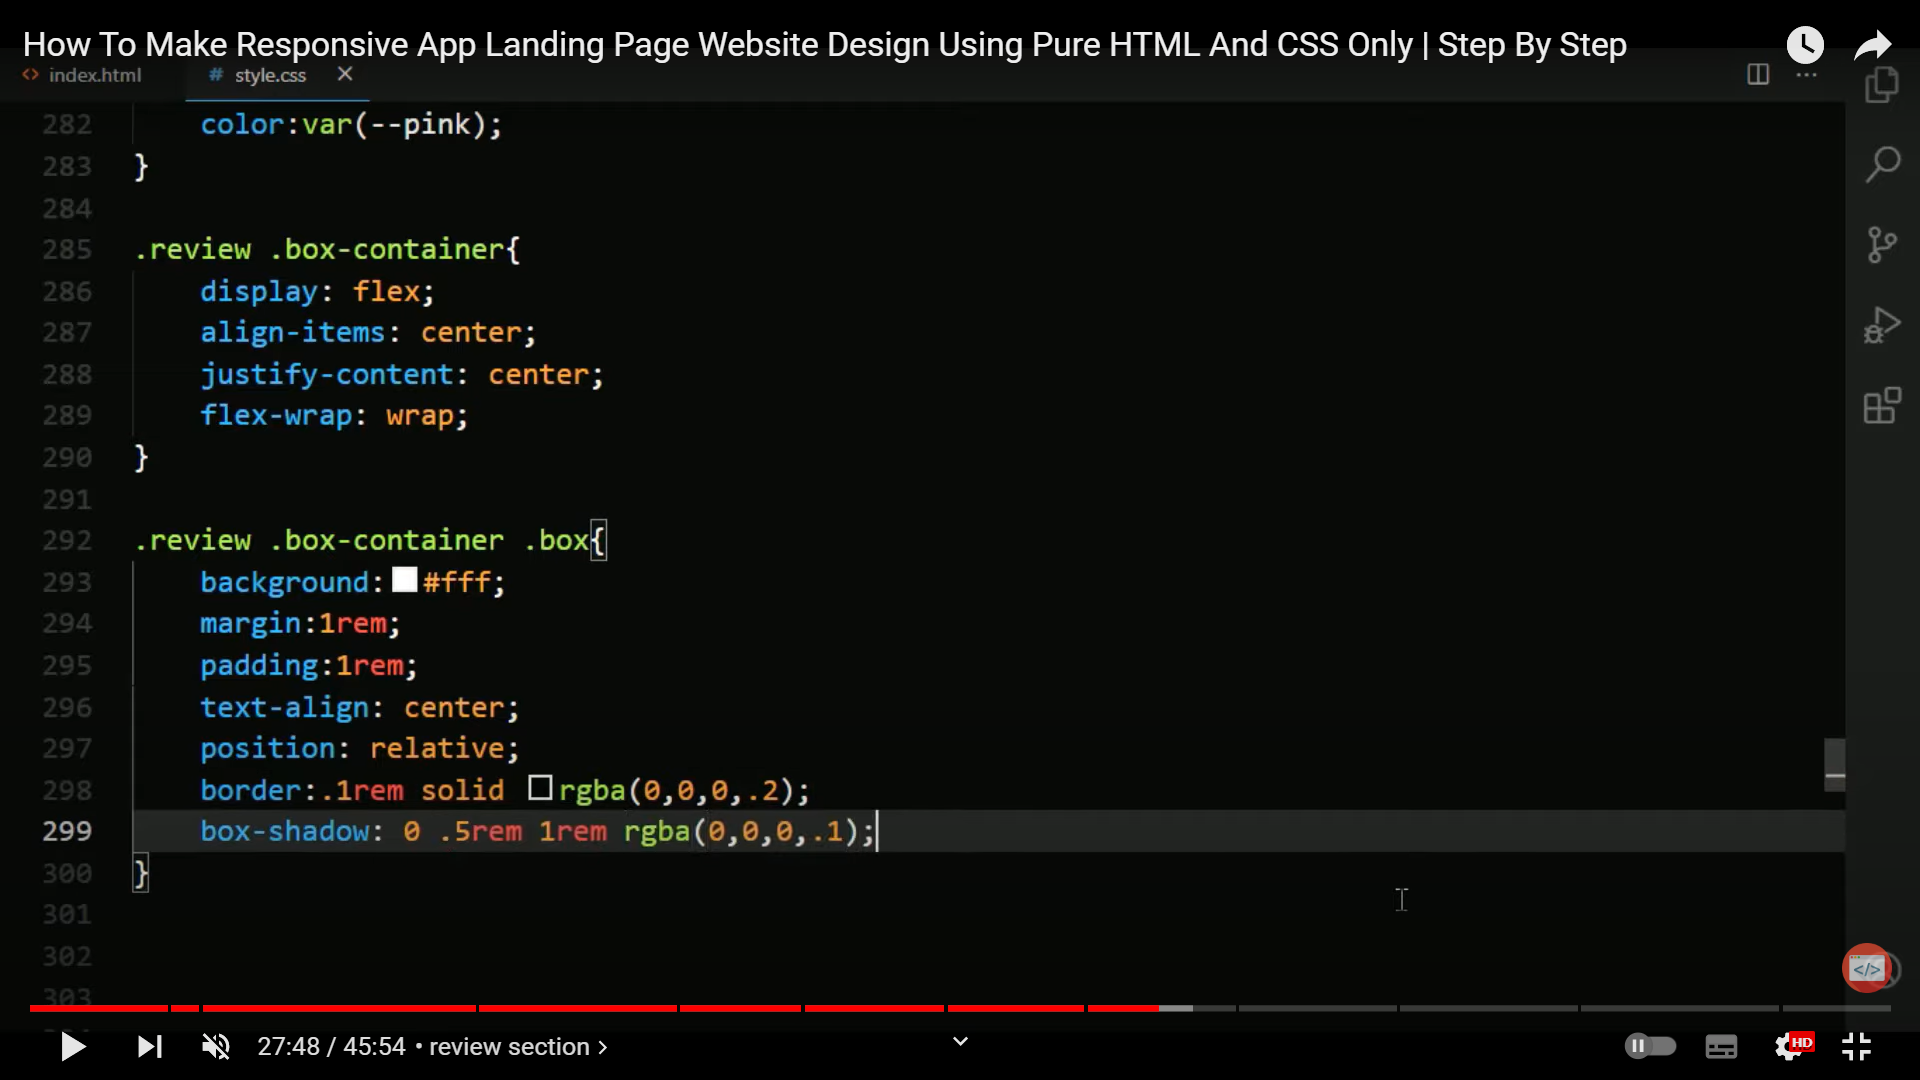 How To Make Responsive App Landing Page Website Design Using Pure HTML And CSS Only | Step By Step
<> index.html # style.css ×
282 color:var(--pink);
283 }
284
285 .review .box-container{
286 display: flex;
287 align-items: center;
288 justify-content: center;
289 flex-wrap: wrap;
290 }
291
292 .review .box-container .box{
293 background: #fff;
294 margin:1rem;
295 padding:1rem;
296 text-align: center;
297 position: relative;
298 border:.1rem solid rgba(0,0,0,.2);
299 box-shadow: 0 .5rem 1rem rgba(0,0,0,.1);
300 }
301
302
303
</>
27:48 / 45:54 • review section >
HD